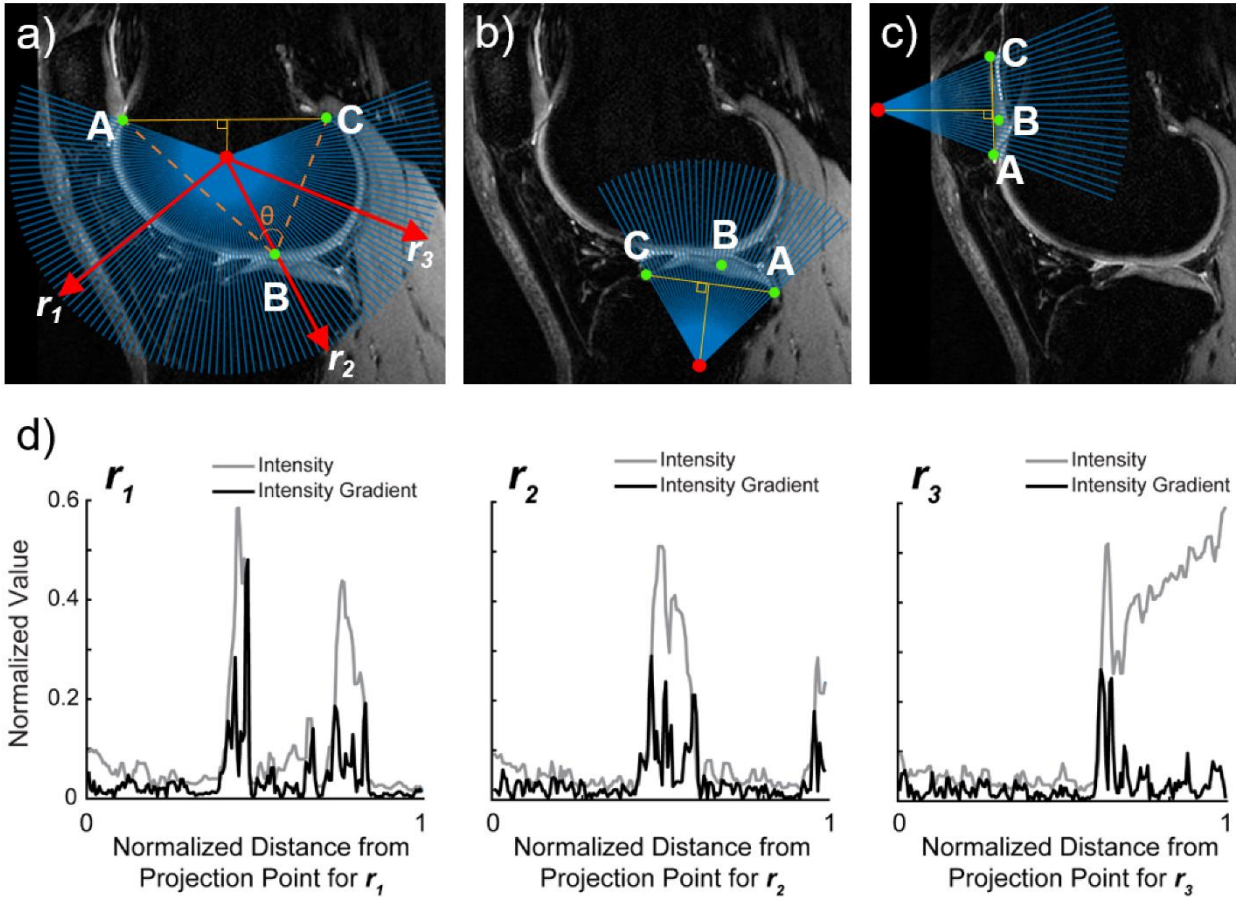 a)
A
C
θ
r1
B
r2
r3
b)
C
B
A
c)
C
B
A
d)
r1
Intensity
Intensity Gradient
0.6
0.4
0.2
0
Normalized Value
0
1
Normalized Distance from
Projection Point for r1
r2
Intensity
Intensity Gradient
0
1
Normalized Distance from
Projection Point for r2
r3
Intensity
Intensity Gradient
0
1
Normalized Distance from
Projection Point for r3